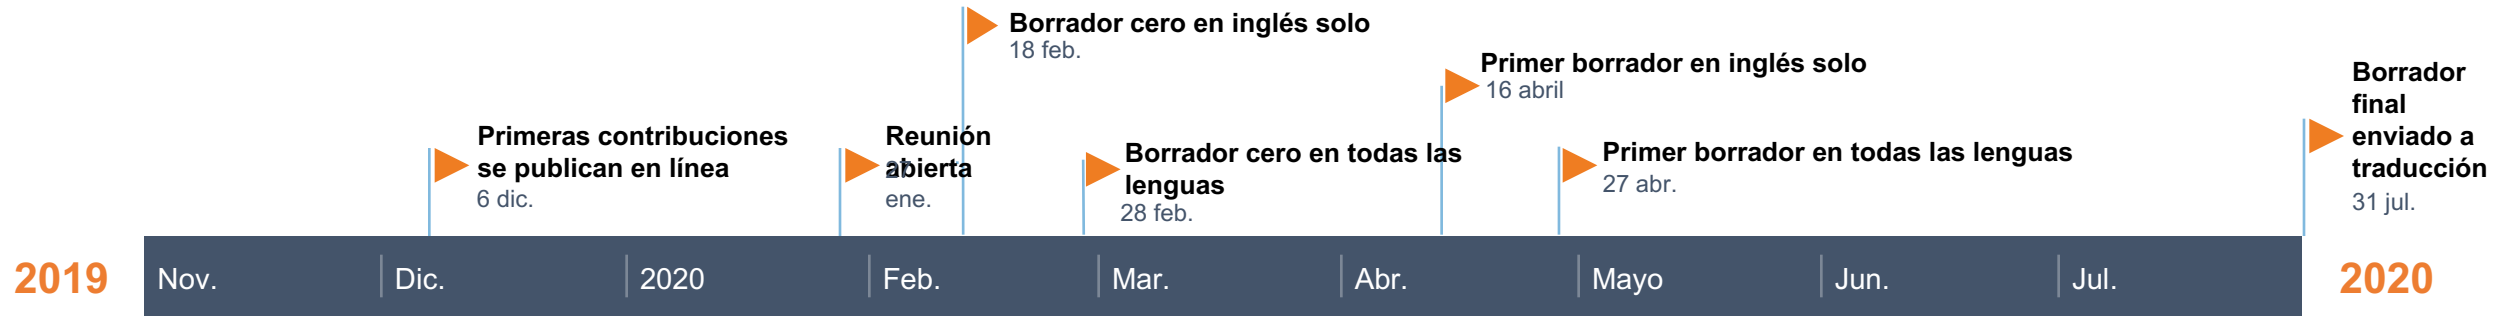 Borrador cero en inglés solo
18 feb.
Primer borrador en inglés solo
16 abril
Borrador
final
enviado a
traducción
31 jul.
Primeras contribuciones
se publican en línea
6 dic.
Reunión
abierta
27
ene.
Borrador cero en todas las
lenguas
28 feb.
Primer borrador en todas las lenguas
27 abr.
2019
Nov.
Dic.
2020
Feb.
Mar.
Abr.
Mayo
Jun.
Jul.
2020